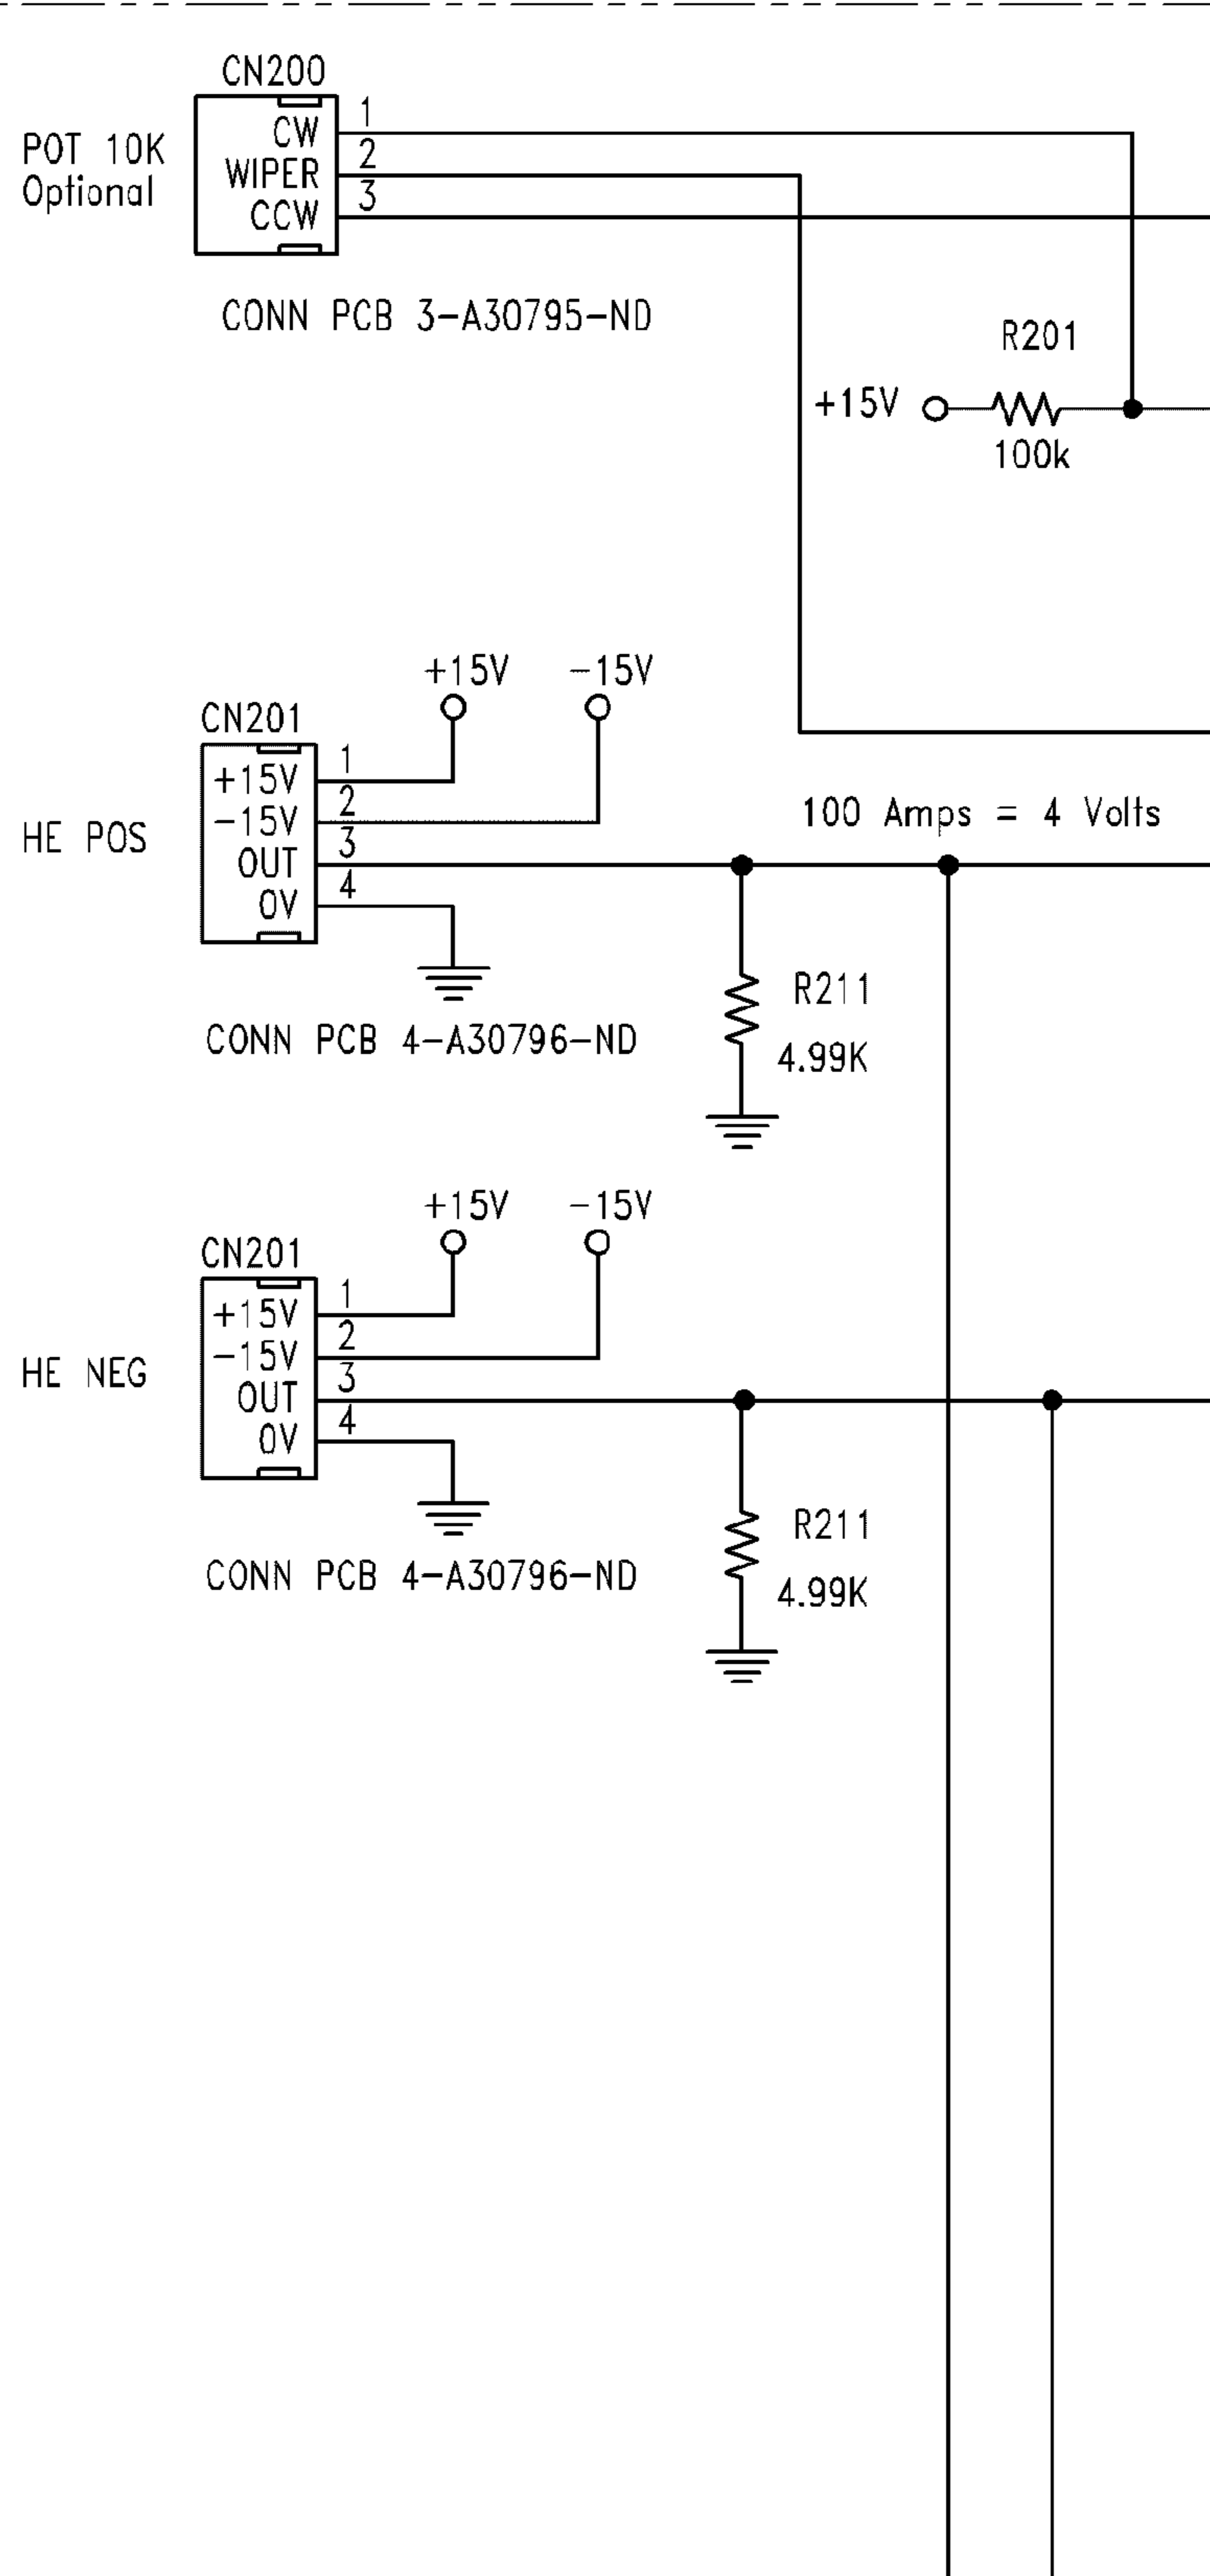 CN200
POT 10K
Optional
CW 1
WIPER 2
CCW 3
CONN PCB 3-A30795-ND
R201
+15V
100k
+15V -15V
CN201
HE POS
+15V 1
-15V 2
OUT 3
0V 4
100 Amps = 4 Volts
R211
4.99K
CONN PCB 4-A30796-ND
+15V -15V
CN201
HE NEG
+15V 1
-15V 2
OUT 3
0V 4
R211
4.99K
CONN PCB 4-A30796-ND